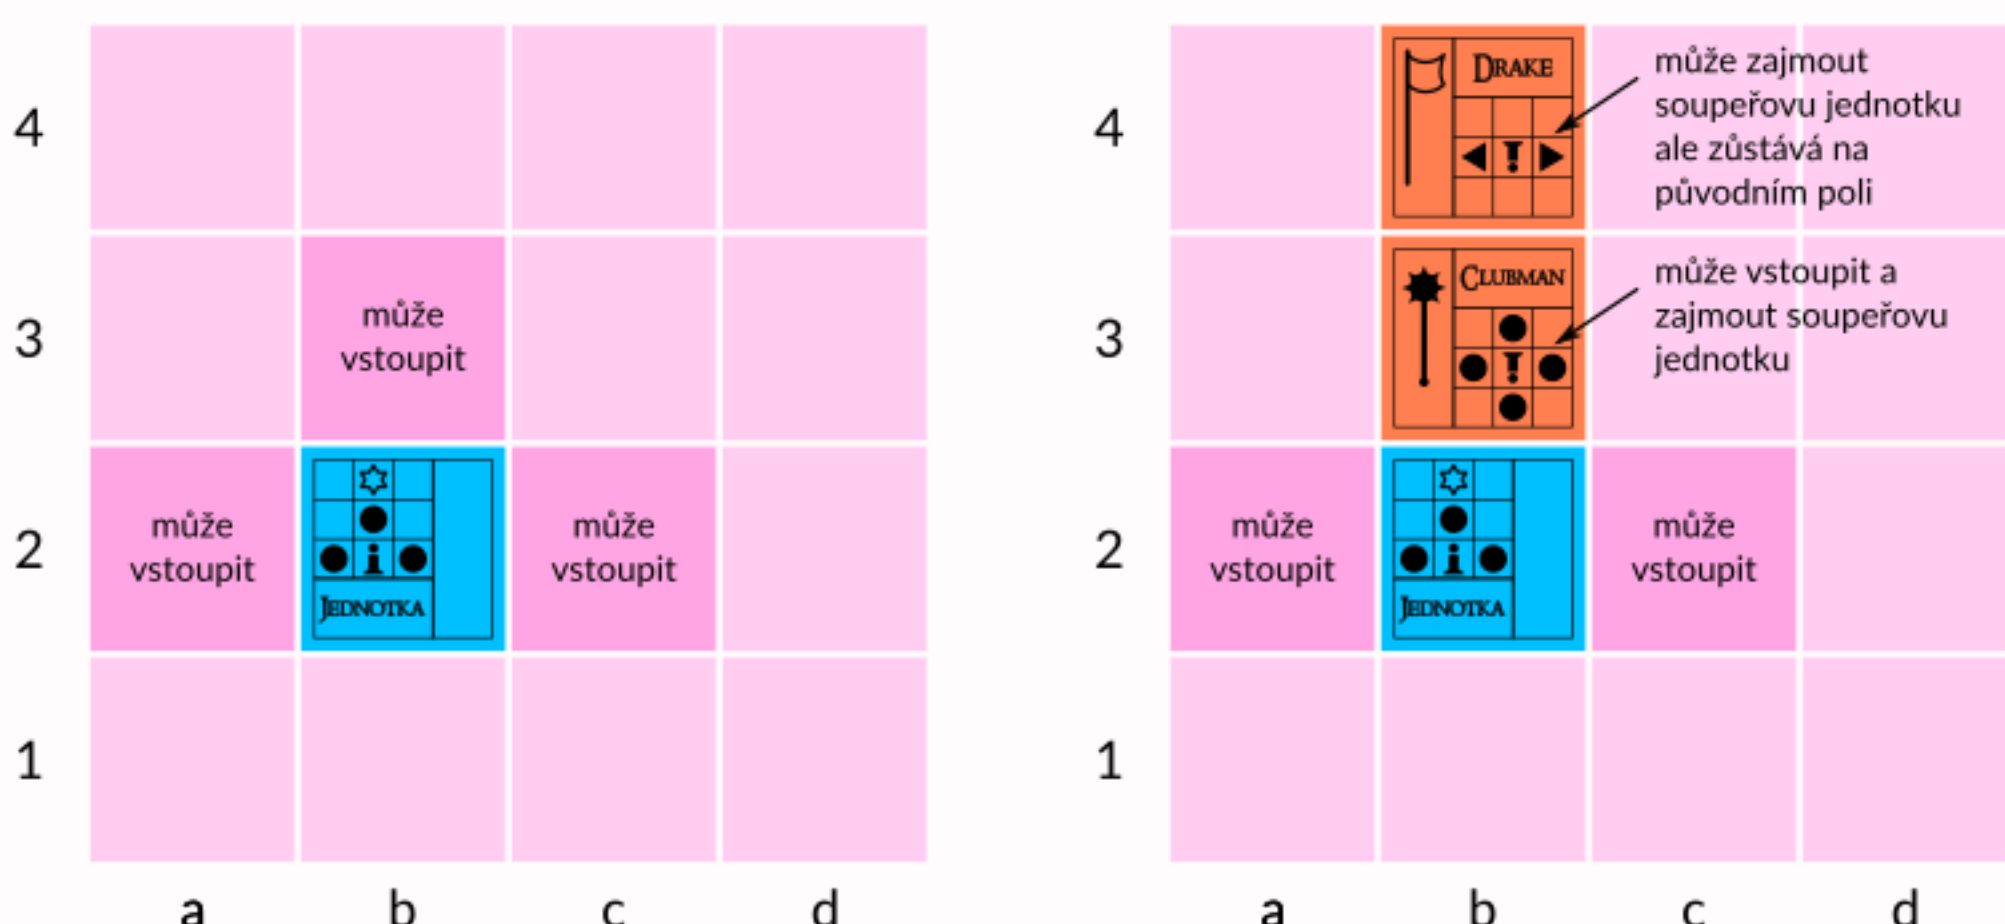 4
3
může
vstoupit
2
může
vstoupit
JEDNOTKA
může
vstoupit
1
a b c d
4
DRAKE
může zajmout
soupeřovu jednotku
ale zůstává na
původním poli
3
CLUBMAN
může vstoupit a
zajmout soupeřovu
jednotku
2
může
vstoupit
JEDNOTKA
může
vstoupit
1
a b c d